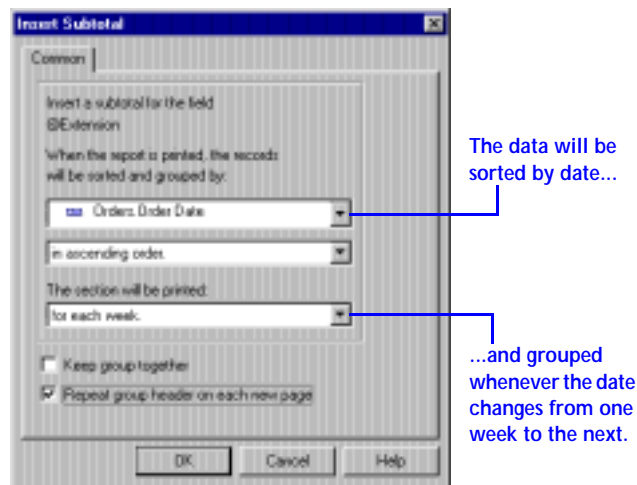 Insert Subtotal
Common
Insert a subtotal for the field
@Extension
When the report is printed, the records
will be sorted and grouped by:
Orders.Order Date
in ascending order.
The section will be printed:
for each week.
Keep group together
Repeat group header on each new page
OK
Cancel
Help
The data will be
sorted by date...
...and grouped
whenever the date
changes from one
week to the next.